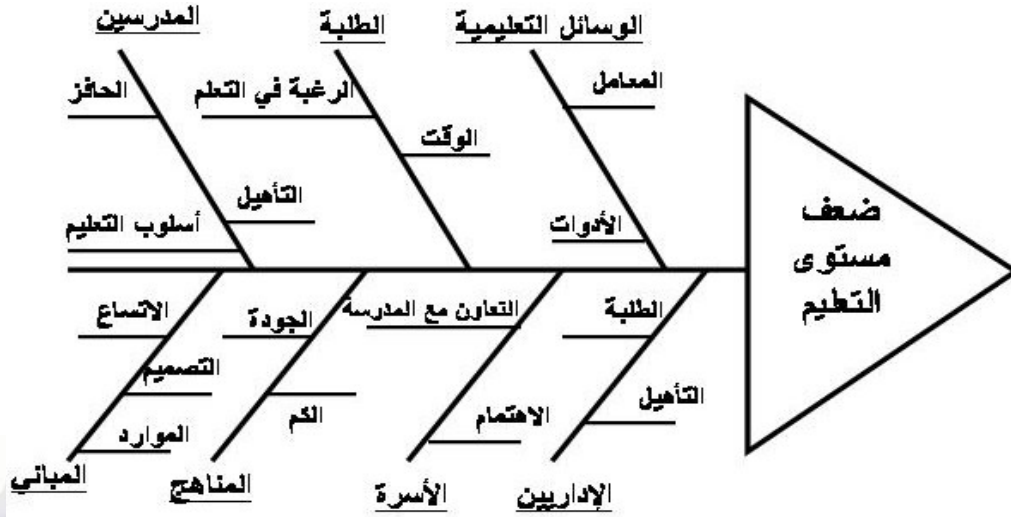 المدرسين
الطلبة
الوسائل التعليمية
الحافز
الرغبة في التعلم
المعامل
الوقت
التأهيل
أسلوب التعليم
الأدوات
ضعف
مستوى
التعليم
الاتساع
الجودة
التعاون مع المدرسة
الطلبة
التصميم
الكم
الاهتمام
التأهيل
الموارد
المباني
المناهج
الأسرة
الإداريين